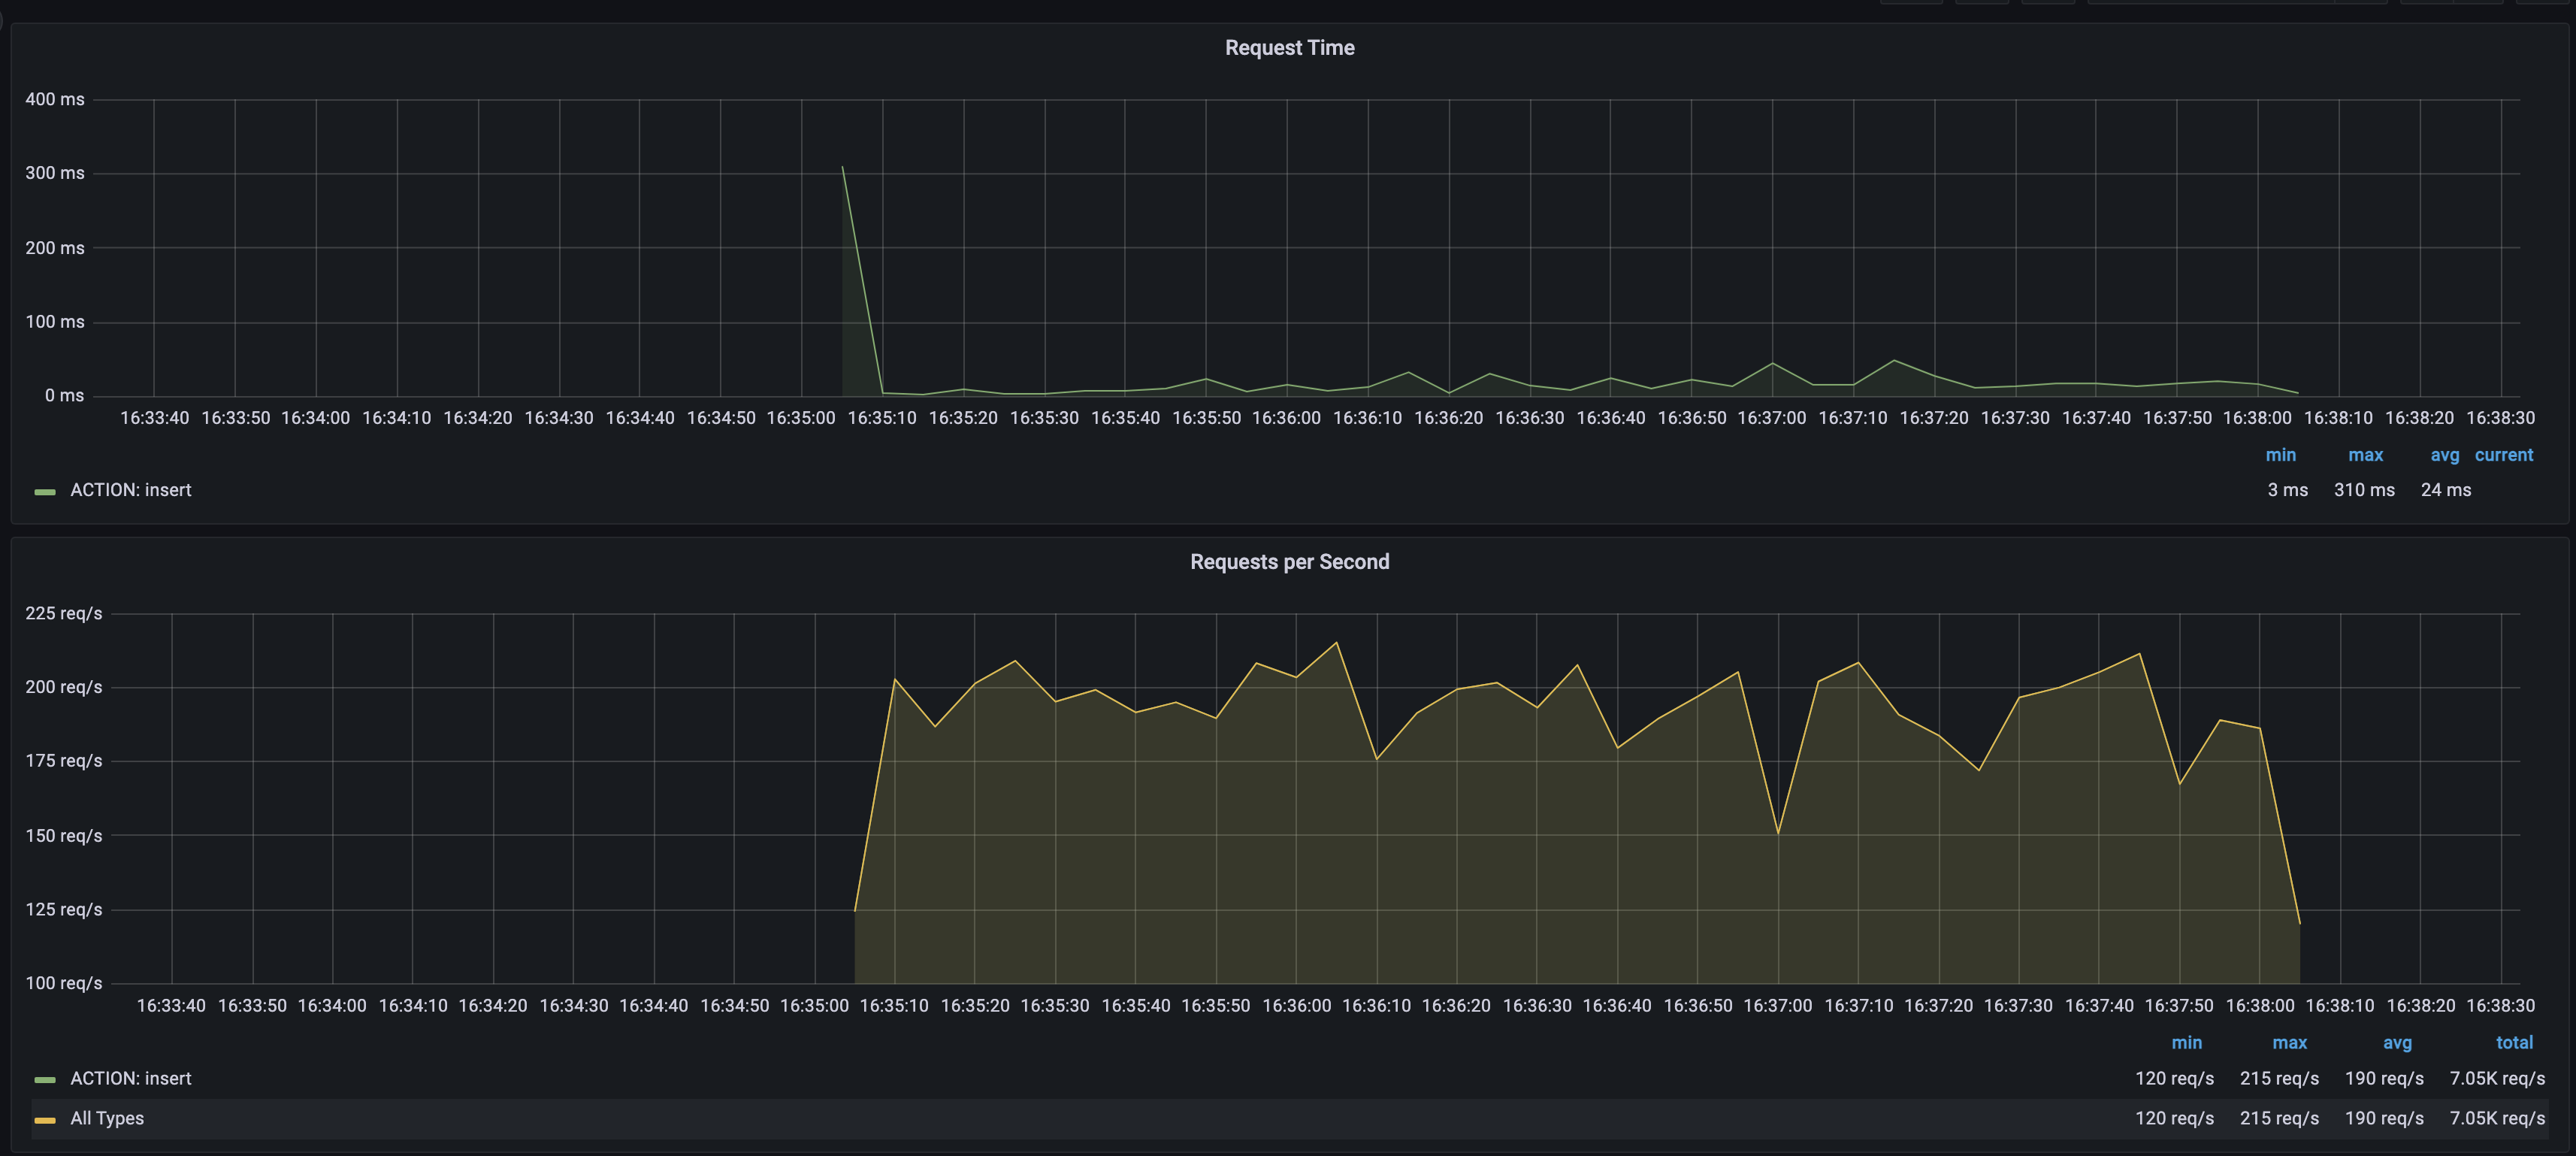 Request Time
400 ms
300 ms
200 ms
100 ms
0 ms
16:33:40 16:33:50 16:34:00 16:34:10 16:34:20 16:34:30 16:34:40 16:34:50 16:35:00 16:35:10 16:35:20 16:35:30 16:35:40 16:35:50 16:36:00 16:36:10 16:36:20 16:36:30 16:36:40 16:36:50 16:37:00 16:37:10 16:37:20 16:37:30 16:37:40 16:37:50 16:38:00 16:38:10 16:38:20 16:38:30
min max avg current
ACTION: insert 3 ms 310 ms 24 ms
Requests per Second
225 req/s
200 req/s
175 req/s
150 req/s
125 req/s
100 req/s
16:33:40 16:33:50 16:34:00 16:34:10 16:34:20 16:34:30 16:34:40 16:34:50 16:35:00 16:35:10 16:35:20 16:35:30 16:35:40 16:35:50 16:36:00 16:36:10 16:36:20 16:36:30 16:36:40 16:36:50 16:37:00 16:37:10 16:37:20 16:37:30 16:37:40 16:37:50 16:38:00 16:38:10 16:38:20 16:38:30
min max avg total
ACTION: insert 120 req/s 215 req/s 190 req/s 7.05K req/s
All Types 120 req/s 215 req/s 190 req/s 7.05K req/s